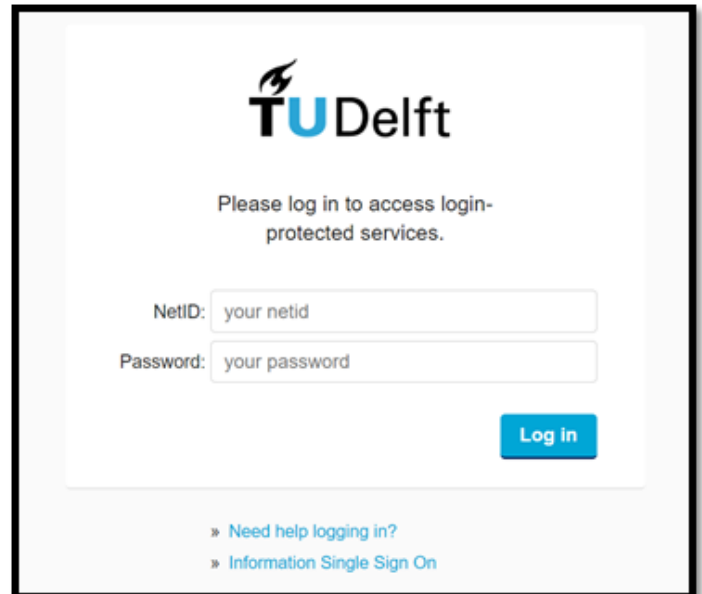 TUDelft
Please log in to access login-
protected services.
NetID: your netid
Password: your password
Log in
» Need help logging in?
» Information Single Sign On